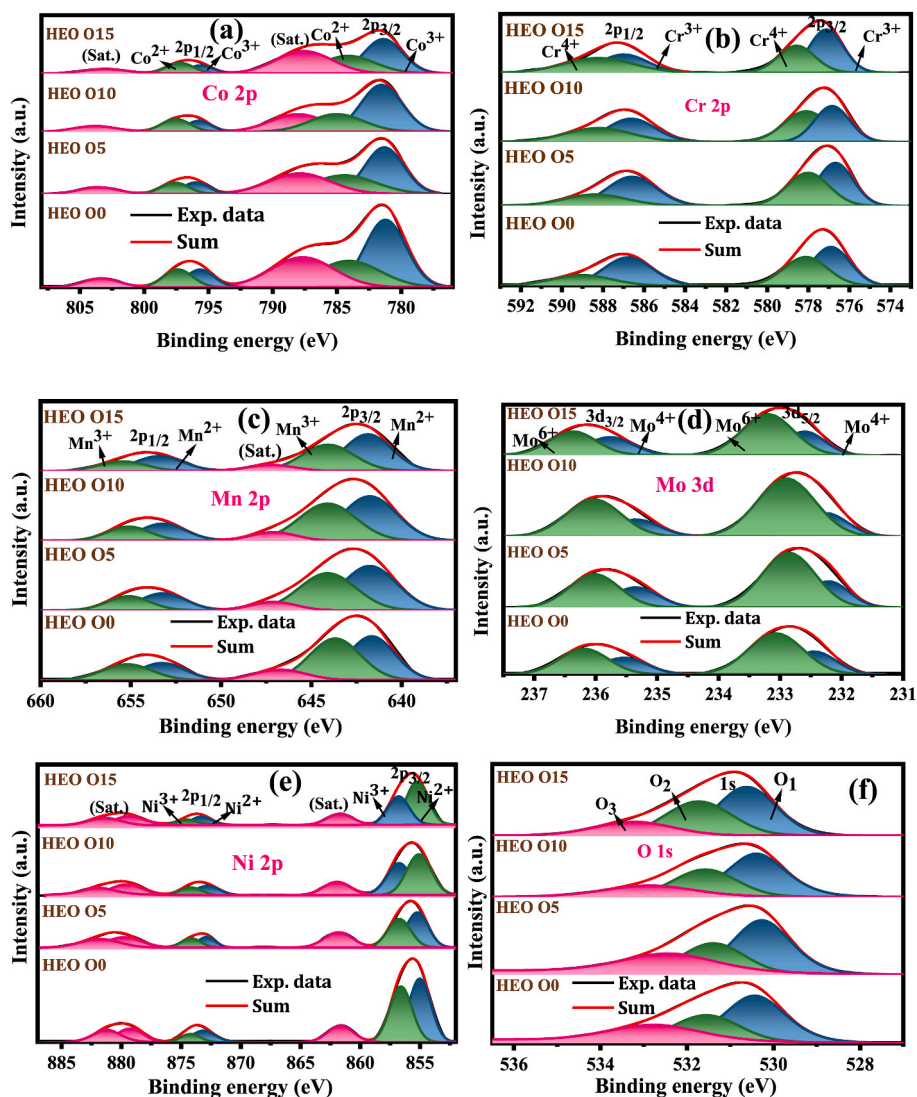 (a)
HEO O15
(Sat.) Co2+ 2p1/2 Co3+ (Sat.) Co2+ 2p3/2 Co3+
HEO O10
Co 2p
HEO O5
HEO O0
Exp. data
Sum
Intensity (a.u.)
805 800 795 790 785 780
Binding energy (eV)
(b)
HEO O15
Cr4+ 2p1/2 Cr3+ Cr4+ 2p3/2 Cr3+
HEO O10
Cr 2p
HEO O5
HEO O0
Exp. data
Sum
Intensity (a.u.)
592 590 588 586 584 582 580 578 576 574
Binding energy (eV)
(c)
HEO O15
Mn3+ 2p1/2 Mn2+ (Sat.) Mn3+ 2p3/2 Mn2+
HEO O10
Mn 2p
HEO O5
HEO O0
Exp. data
Sum
Intensity (a.u.)
660 655 650 645 640
Binding energy (eV)
(d)
HEO O15
Mo6+ 3d3/2 Mo4+ Mo6+ 3d5/2 Mo4+
HEO O10
Mo 3d
HEO O5
HEO O0
Exp. data
Sum
Intensity (a.u.)
237 236 235 234 233 232 231
Binding energy (eV)
(e)
HEO O15
(Sat.) Ni3+ 2p1/2 Ni2+ (Sat.) Ni3+ 2p3/2 Ni2+
HEO O10
Ni 2p
HEO O5
HEO O0
Exp. data
Sum
Intensity (a.u.)
885 880 875 870 865 860 855
Binding energy (eV)
(f)
HEO O15
O3 O2 1s O1
HEO O10
O 1s
HEO O5
HEO O0
Exp. data
Sum
Intensity (a.u.)
536 534 532 530 528
Binding energy (eV)